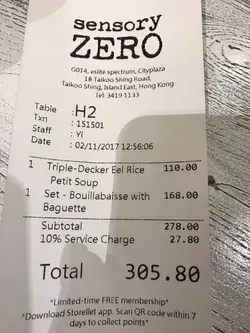 sensory
ZERO
G014, eslite spectrum, Cityplaza
18 Taikoo Shing Road,
Taikoo Shing, Island East, Hong Kong
Tel: 3419 1133
Table : H2
Txn : 151501
Staff : Yi
Date : 02/11/2017 12:56:06
1 Triple-Decker Eel Rice 110.00
Petit Soup
1 Set - Bouillabaisse with 168.00
Baguette
Subtotal 278.00
10% Service Charge 27.80
Total 305.80
*Limited-time FREE membership*
*Download Storellet app. Scan QR code within 7
days to collect points*